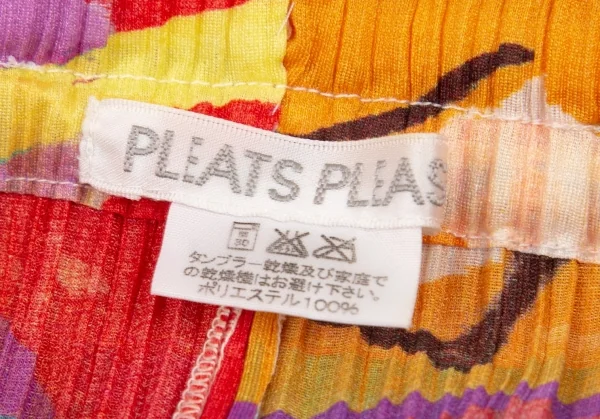 PLEATS PLEAS
弱
30
タンブラー乾燥及び家庭で
の乾燥機はお避け下さい。
ポリエステル100%